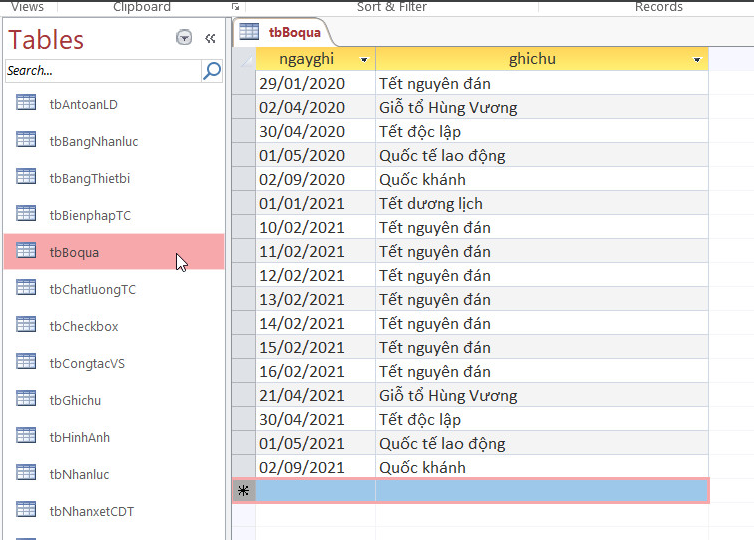 Views Clipboard Sort & Filter Records
Tables
Search...
tbAntoanLD
tbBangNhanluc
tbBangThietbi
tbBienphapTC
tbBoqua
tbChatluongTC
tbCheckbox
tbCongtacVS
tbGhichu
tbHinhAnh
tbNhanluc
tbNhanxetCDT
tbBoqua
ngayghi ghichu
29/01/2020 Tết nguyên đán
02/04/2020 Giỗ tổ Hùng Vương
30/04/2020 Tết độc lập
01/05/2020 Quốc tế lao động
02/09/2020 Quốc khánh
01/01/2021 Tết dương lịch
10/02/2021 Tết nguyên đán
11/02/2021 Tết nguyên đán
12/02/2021 Tết nguyên đán
13/02/2021 Tết nguyên đán
14/02/2021 Tết nguyên đán
15/02/2021 Tết nguyên đán
16/02/2021 Tết nguyên đán
21/04/2021 Giỗ tổ Hùng Vương
30/04/2021 Tết độc lập
01/05/2021 Quốc tế lao động
02/09/2021 Quốc khánh